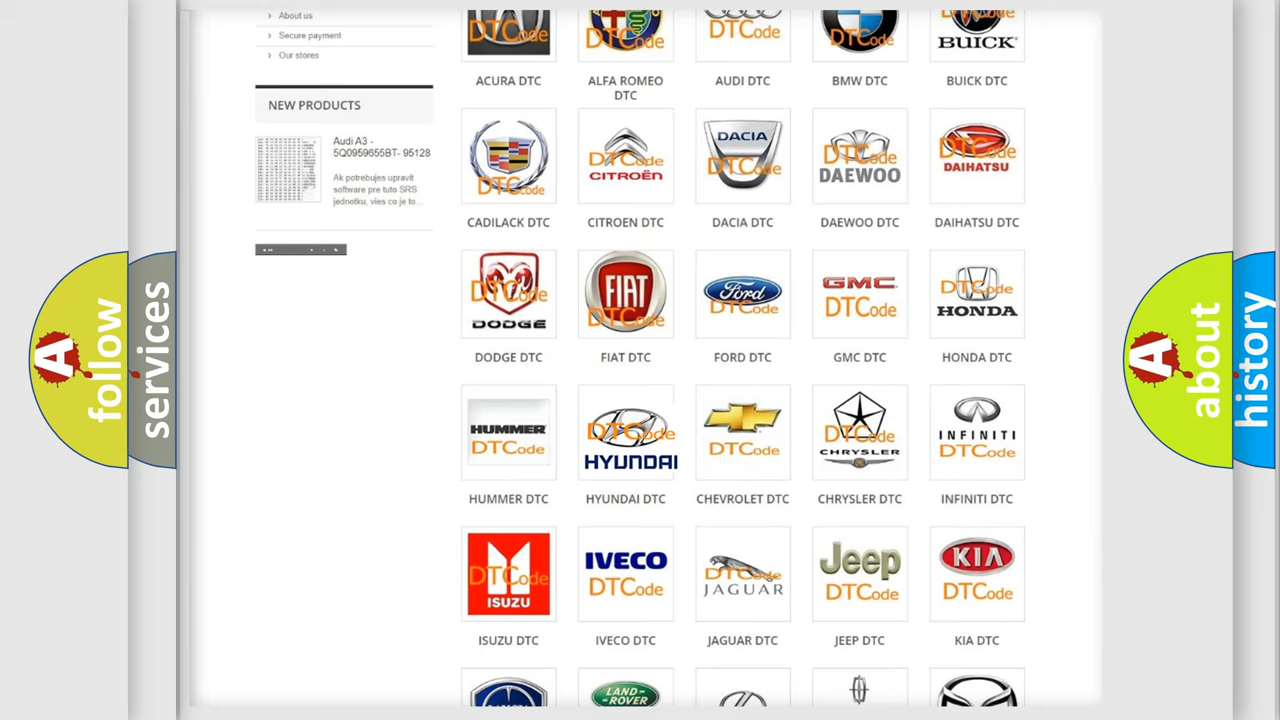 About us
Secure payment
Our stores
NEW PRODUCTS
Audi A3 -
5Q0959655BT- 95128
Ak potrebujes upravit
software pre tuto SRS
jednotku, vies co je to...
DTCode DTCode DTCode DTCode BUICK
ACURA DTC ALFA ROMEO DTC AUDI DTC BMW DTC BUICK DTC
DTCode DTCode CITROËN DACIA DTCode DTCode DAEWOO DTCode DAIHATSU
CADILACK DTC CITROEN DTC DACIA DTC DAEWOO DTC DAIHATSU DTC
DTCode DODGE FIAT DTCode Ford DTCode GMC DTCode DTCode HONDA
DODGE DTC FIAT DTC FORD DTC GMC DTC HONDA DTC
HUMMER DTCode DTCode HYUNDAI DTCode DTCode CHRYSLER INFINITI DTCode
HUMMER DTC HYUNDAI DTC CHEVROLET DTC CHRYSLER DTC INFINITI DTC
DTCode ISUZU IVECO DTCode DTCode JAGUAR Jeep DTCode KIA DTCode
ISUZU DTC IVECO DTC JAGUAR DTC JEEP DTC KIA DTC
LAND-
ROVER
A follow
services
A about
history